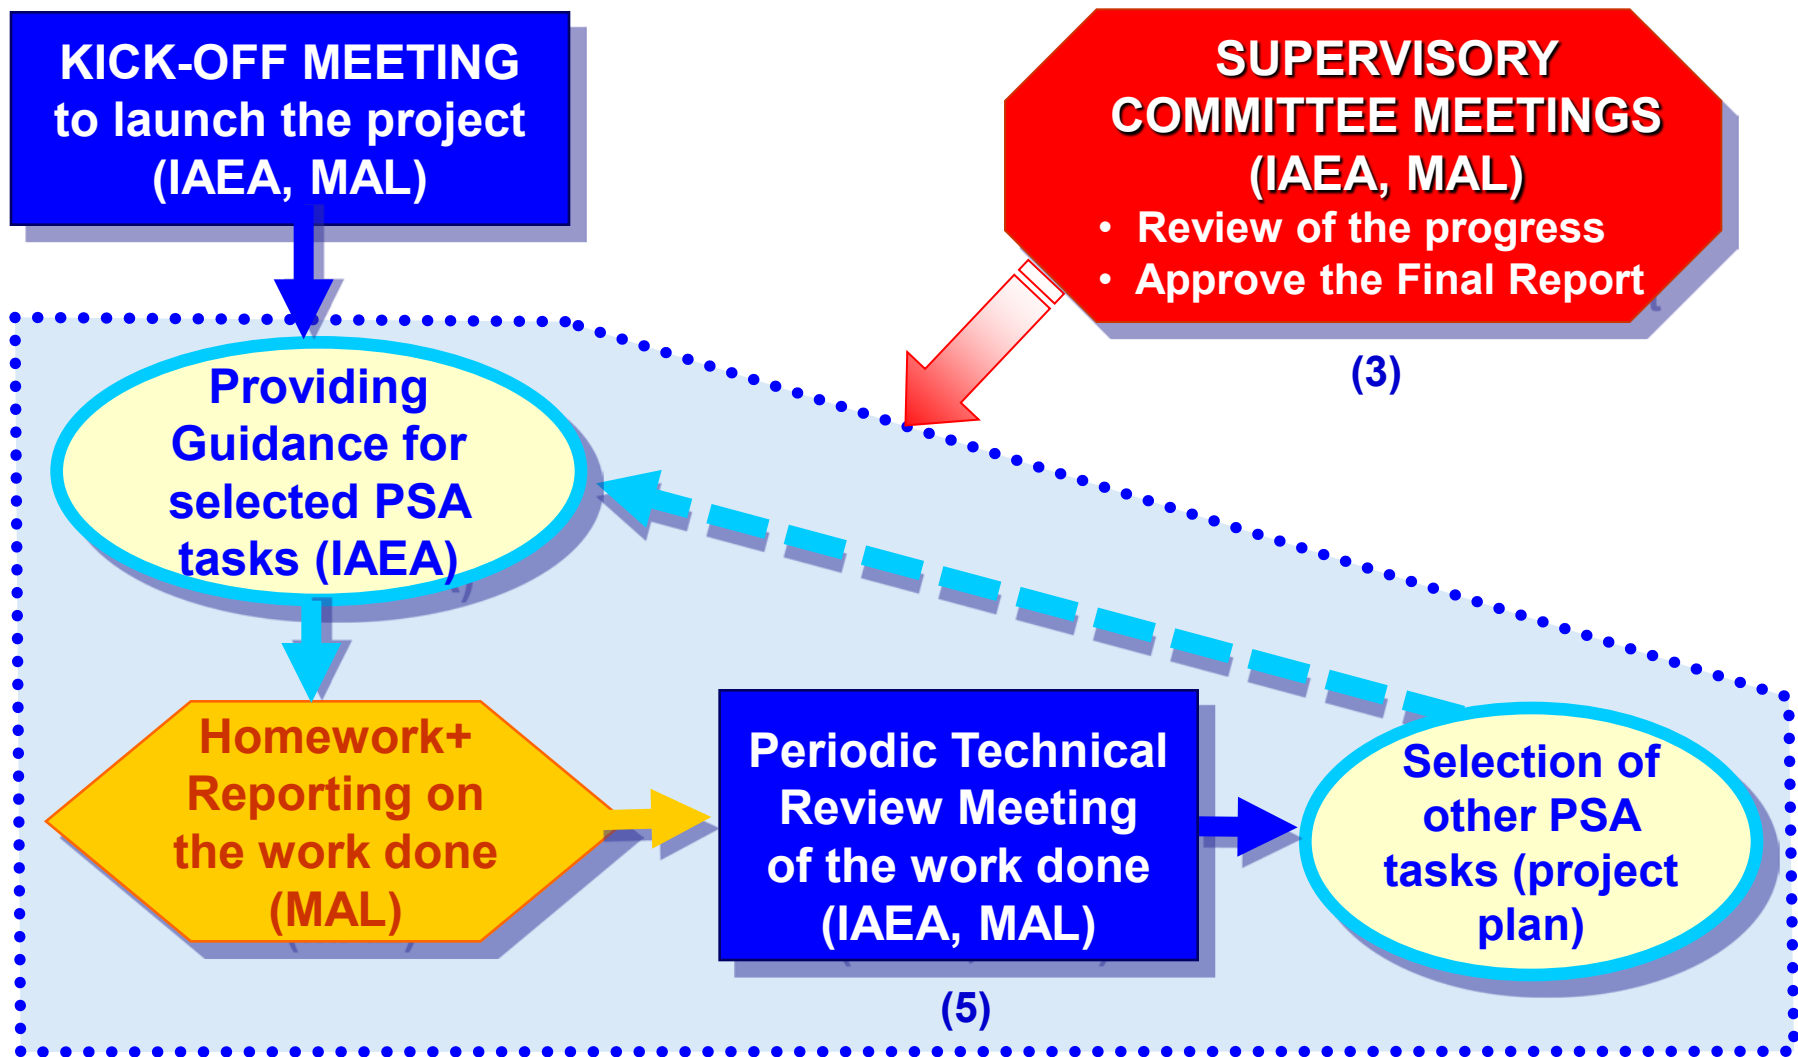 KICK-OFF MEETING
to launch the project
(IAEA, MAL)
SUPERVISORY
COMMITTEE MEETINGS
(IAEA, MAL)
• Review of the progress
• Approve the Final Report
(3)
Providing
Guidance for
selected PSA
tasks (IAEA)
Homework+
Reporting on
the work done
(MAL)
Periodic Technical
Review Meeting
of the work done
(IAEA, MAL)
(5)
Selection of
other PSA
tasks (project
plan)